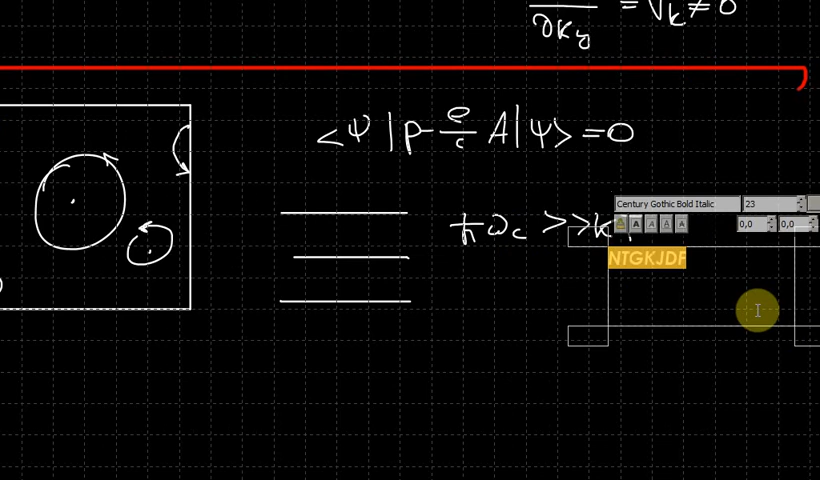 ∂k_y = V_k ≠ 0
<Ψ|p - e/c A|Ψ> = 0
ħω_c >> k
Century Gothic Bold Italic 23
A A A A 0,0 0,0
NTGKJDF